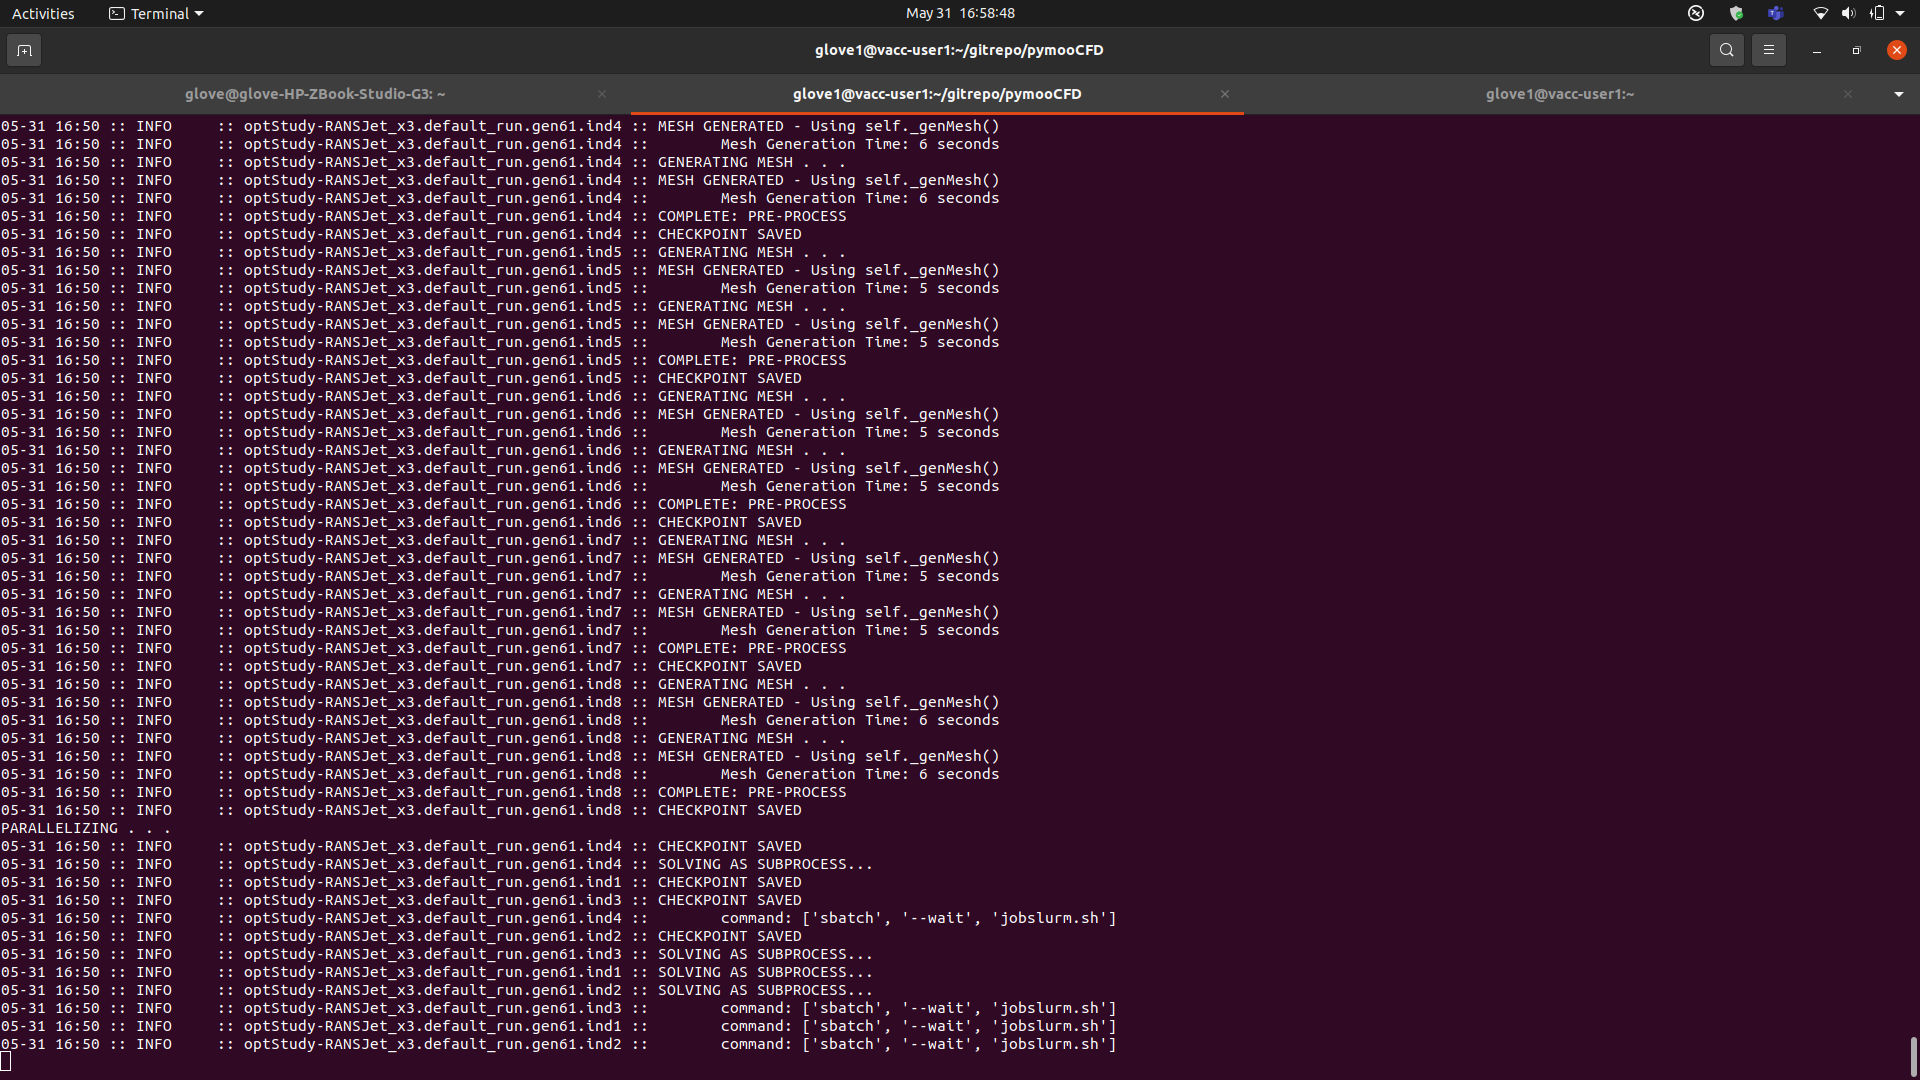 Activities Terminal May 31 16:58:48
glove1@vacc-user1:~/gitrepo/pymooCFD
glove@glove-HP-ZBook-Studio-G3: ~ glove1@vacc-user1:~/gitrepo/pymooCFD glove1@vacc-user1:~
05-31 16:50 :: INFO     :: optStudy-RANSJet_x3.default_run.gen61.ind4 :: MESH GENERATED - Using self._genMesh()
05-31 16:50 :: INFO     :: optStudy-RANSJet_x3.default_run.gen61.ind4 ::        Mesh Generation Time: 6 seconds
05-31 16:50 :: INFO     :: optStudy-RANSJet_x3.default_run.gen61.ind4 :: GENERATING MESH . . .
05-31 16:50 :: INFO     :: optStudy-RANSJet_x3.default_run.gen61.ind4 :: MESH GENERATED - Using self._genMesh()
05-31 16:50 :: INFO     :: optStudy-RANSJet_x3.default_run.gen61.ind4 ::        Mesh Generation Time: 6 seconds
05-31 16:50 :: INFO     :: optStudy-RANSJet_x3.default_run.gen61.ind4 :: COMPLETE: PRE-PROCESS
05-31 16:50 :: INFO     :: optStudy-RANSJet_x3.default_run.gen61.ind4 :: CHECKPOINT SAVED
05-31 16:50 :: INFO     :: optStudy-RANSJet_x3.default_run.gen61.ind5 :: GENERATING MESH . . .
05-31 16:50 :: INFO     :: optStudy-RANSJet_x3.default_run.gen61.ind5 :: MESH GENERATED - Using self._genMesh()
05-31 16:50 :: INFO     :: optStudy-RANSJet_x3.default_run.gen61.ind5 ::        Mesh Generation Time: 5 seconds
05-31 16:50 :: INFO     :: optStudy-RANSJet_x3.default_run.gen61.ind5 :: GENERATING MESH . . .
05-31 16:50 :: INFO     :: optStudy-RANSJet_x3.default_run.gen61.ind5 :: MESH GENERATED - Using self._genMesh()
05-31 16:50 :: INFO     :: optStudy-RANSJet_x3.default_run.gen61.ind5 ::        Mesh Generation Time: 5 seconds
05-31 16:50 :: INFO     :: optStudy-RANSJet_x3.default_run.gen61.ind5 :: COMPLETE: PRE-PROCESS
05-31 16:50 :: INFO     :: optStudy-RANSJet_x3.default_run.gen61.ind5 :: CHECKPOINT SAVED
05-31 16:50 :: INFO     :: optStudy-RANSJet_x3.default_run.gen61.ind6 :: GENERATING MESH . . .
05-31 16:50 :: INFO     :: optStudy-RANSJet_x3.default_run.gen61.ind6 :: MESH GENERATED - Using self._genMesh()
05-31 16:50 :: INFO     :: optStudy-RANSJet_x3.default_run.gen61.ind6 ::        Mesh Generation Time: 5 seconds
05-31 16:50 :: INFO     :: optStudy-RANSJet_x3.default_run.gen61.ind6 :: GENERATING MESH . . .
05-31 16:50 :: INFO     :: optStudy-RANSJet_x3.default_run.gen61.ind6 :: MESH GENERATED - Using self._genMesh()
05-31 16:50 :: INFO     :: optStudy-RANSJet_x3.default_run.gen61.ind6 ::        Mesh Generation Time: 5 seconds
05-31 16:50 :: INFO     :: optStudy-RANSJet_x3.default_run.gen61.ind6 :: COMPLETE: PRE-PROCESS
05-31 16:50 :: INFO     :: optStudy-RANSJet_x3.default_run.gen61.ind6 :: CHECKPOINT SAVED
05-31 16:50 :: INFO     :: optStudy-RANSJet_x3.default_run.gen61.ind7 :: GENERATING MESH . . .
05-31 16:50 :: INFO     :: optStudy-RANSJet_x3.default_run.gen61.ind7 :: MESH GENERATED - Using self._genMesh()
05-31 16:50 :: INFO     :: optStudy-RANSJet_x3.default_run.gen61.ind7 ::        Mesh Generation Time: 5 seconds
05-31 16:50 :: INFO     :: optStudy-RANSJet_x3.default_run.gen61.ind7 :: GENERATING MESH . . .
05-31 16:50 :: INFO     :: optStudy-RANSJet_x3.default_run.gen61.ind7 :: MESH GENERATED - Using self._genMesh()
05-31 16:50 :: INFO     :: optStudy-RANSJet_x3.default_run.gen61.ind7 ::        Mesh Generation Time: 5 seconds
05-31 16:50 :: INFO     :: optStudy-RANSJet_x3.default_run.gen61.ind7 :: COMPLETE: PRE-PROCESS
05-31 16:50 :: INFO     :: optStudy-RANSJet_x3.default_run.gen61.ind7 :: CHECKPOINT SAVED
05-31 16:50 :: INFO     :: optStudy-RANSJet_x3.default_run.gen61.ind8 :: GENERATING MESH . . .
05-31 16:50 :: INFO     :: optStudy-RANSJet_x3.default_run.gen61.ind8 :: MESH GENERATED - Using self._genMesh()
05-31 16:50 :: INFO     :: optStudy-RANSJet_x3.default_run.gen61.ind8 ::        Mesh Generation Time: 6 seconds
05-31 16:50 :: INFO     :: optStudy-RANSJet_x3.default_run.gen61.ind8 :: GENERATING MESH . . .
05-31 16:50 :: INFO     :: optStudy-RANSJet_x3.default_run.gen61.ind8 :: MESH GENERATED - Using self._genMesh()
05-31 16:50 :: INFO     :: optStudy-RANSJet_x3.default_run.gen61.ind8 ::        Mesh Generation Time: 6 seconds
05-31 16:50 :: INFO     :: optStudy-RANSJet_x3.default_run.gen61.ind8 :: COMPLETE: PRE-PROCESS
05-31 16:50 :: INFO     :: optStudy-RANSJet_x3.default_run.gen61.ind8 :: CHECKPOINT SAVED
PARALLELIZING . . .
05-31 16:50 :: INFO     :: optStudy-RANSJet_x3.default_run.gen61.ind4 :: CHECKPOINT SAVED
05-31 16:50 :: INFO     :: optStudy-RANSJet_x3.default_run.gen61.ind4 :: SOLVING AS SUBPROCESS...
05-31 16:50 :: INFO     :: optStudy-RANSJet_x3.default_run.gen61.ind1 :: CHECKPOINT SAVED
05-31 16:50 :: INFO     :: optStudy-RANSJet_x3.default_run.gen61.ind3 :: CHECKPOINT SAVED
05-31 16:50 :: INFO     :: optStudy-RANSJet_x3.default_run.gen61.ind4 ::        command: ['sbatch', '--wait', 'jobslurm.sh']
05-31 16:50 :: INFO     :: optStudy-RANSJet_x3.default_run.gen61.ind2 :: CHECKPOINT SAVED
05-31 16:50 :: INFO     :: optStudy-RANSJet_x3.default_run.gen61.ind3 :: SOLVING AS SUBPROCESS...
05-31 16:50 :: INFO     :: optStudy-RANSJet_x3.default_run.gen61.ind1 :: SOLVING AS SUBPROCESS...
05-31 16:50 :: INFO     :: optStudy-RANSJet_x3.default_run.gen61.ind2 :: SOLVING AS SUBPROCESS...
05-31 16:50 :: INFO     :: optStudy-RANSJet_x3.default_run.gen61.ind3 ::        command: ['sbatch', '--wait', 'jobslurm.sh']
05-31 16:50 :: INFO     :: optStudy-RANSJet_x3.default_run.gen61.ind1 ::        command: ['sbatch', '--wait', 'jobslurm.sh']
05-31 16:50 :: INFO     :: optStudy-RANSJet_x3.default_run.gen61.ind2 ::        command: ['sbatch', '--wait', 'jobslurm.sh']